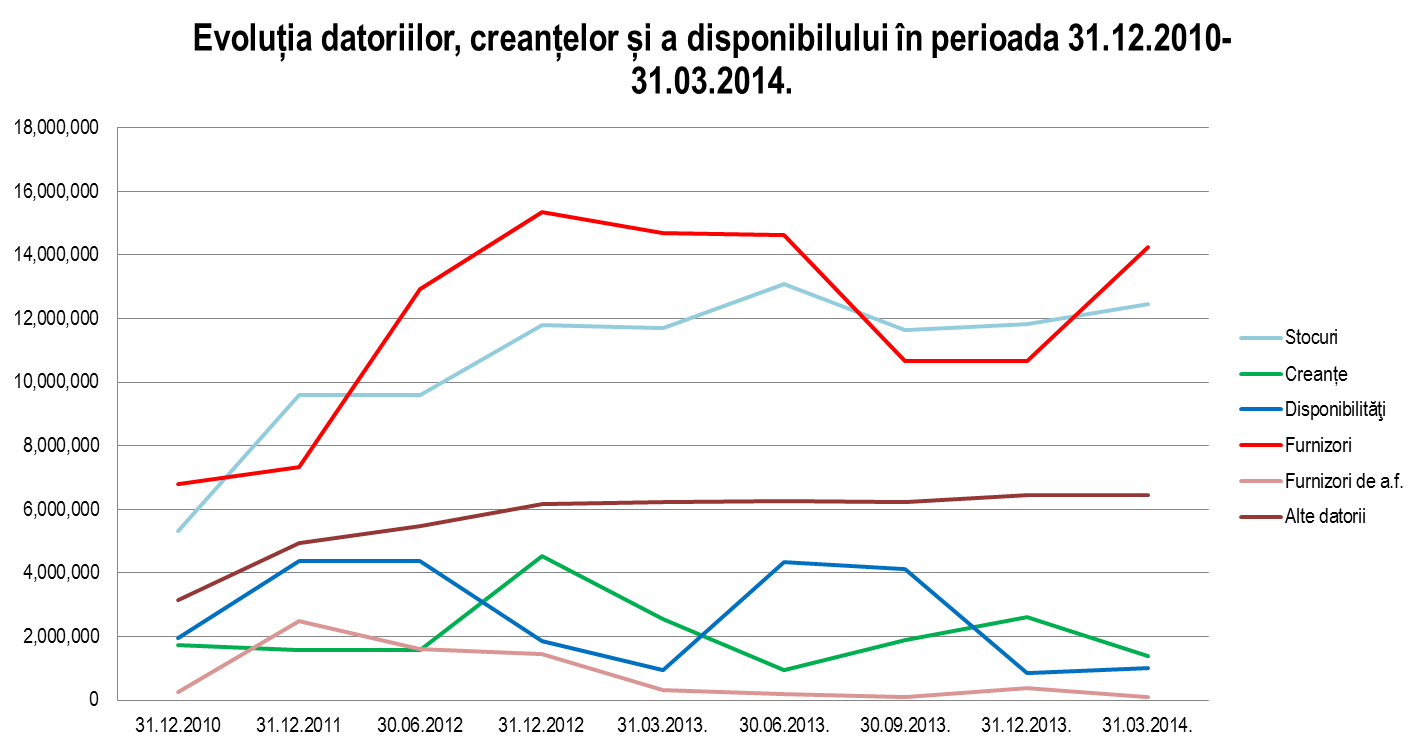 Evoluția datoriilor, creanțelor și a disponibilului în perioada 31.12.2010-
31.03.2014.
18,000,000
16,000,000
14,000,000
12,000,000
10,000,000
8,000,000
6,000,000
4,000,000
2,000,000
0
31.12.2010
31.12.2011
30.06.2012
31.12.2012
31.03.2013.
30.06.2013.
30.09.2013.
31.12.2013.
31.03.2014.
Stocuri
Creanțe
Disponibilităţi
Furnizori
Furnizori de a.f.
Alte datorii